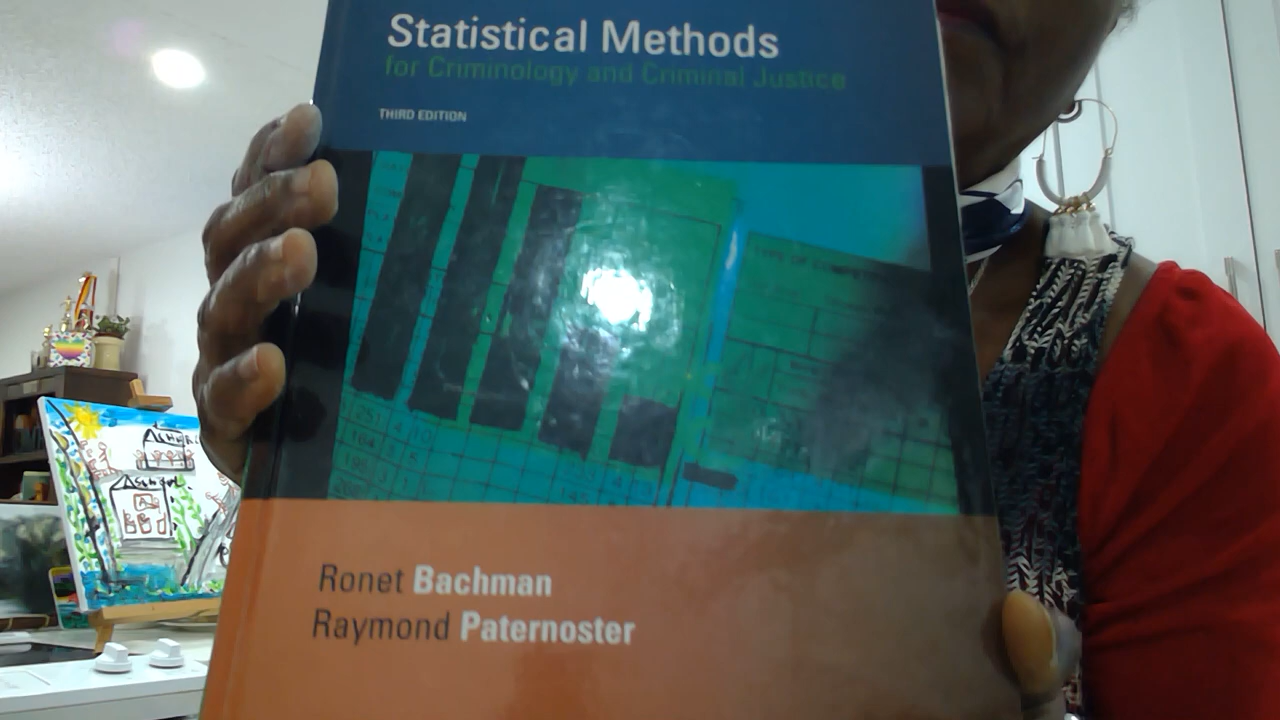 Statistical Methods
for Criminology and Criminal Justice
THIRD EDITION
Ronet Bachman
Raymond Paternoster